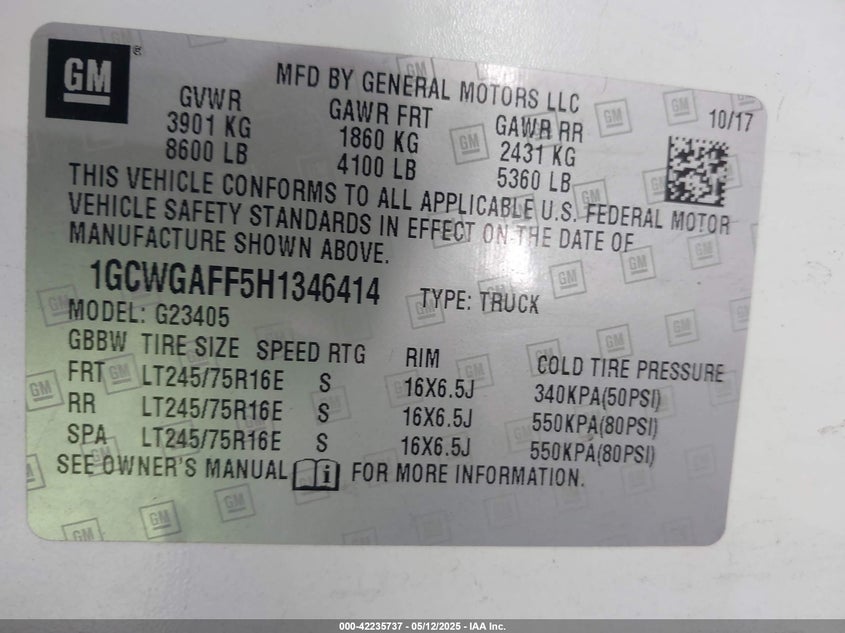 GM ®
MFD BY GENERAL MOTORS LLC
GVWR GAWR FRT GAWR RR 10/17
3901 KG 1860 KG 2431 KG
8600 LB 4100 LB 5360 LB
THIS VEHICLE CONFORMS TO ALL APPLICABLE U.S. FEDERAL MOTOR
VEHICLE SAFETY STANDARDS IN EFFECT ON THE DATE OF
MANUFACTURE SHOWN ABOVE.
1GCWGAFF5H1346414 TYPE: TRUCK
MODEL: G23405
GBBW TIRE SIZE SPEED RTG RIM COLD TIRE PRESSURE
FRT LT245/75R16E S 16X6.5J 340KPA(50PSI)
RR LT245/75R16E S 16X6.5J 550KPA(80PSI)
SPA LT245/75R16E S 16X6.5J 550KPA(80PSI)
SEE OWNER'S MANUAL i FOR MORE INFORMATION.
000-42235737 - 05/12/2025 - IAA Inc.